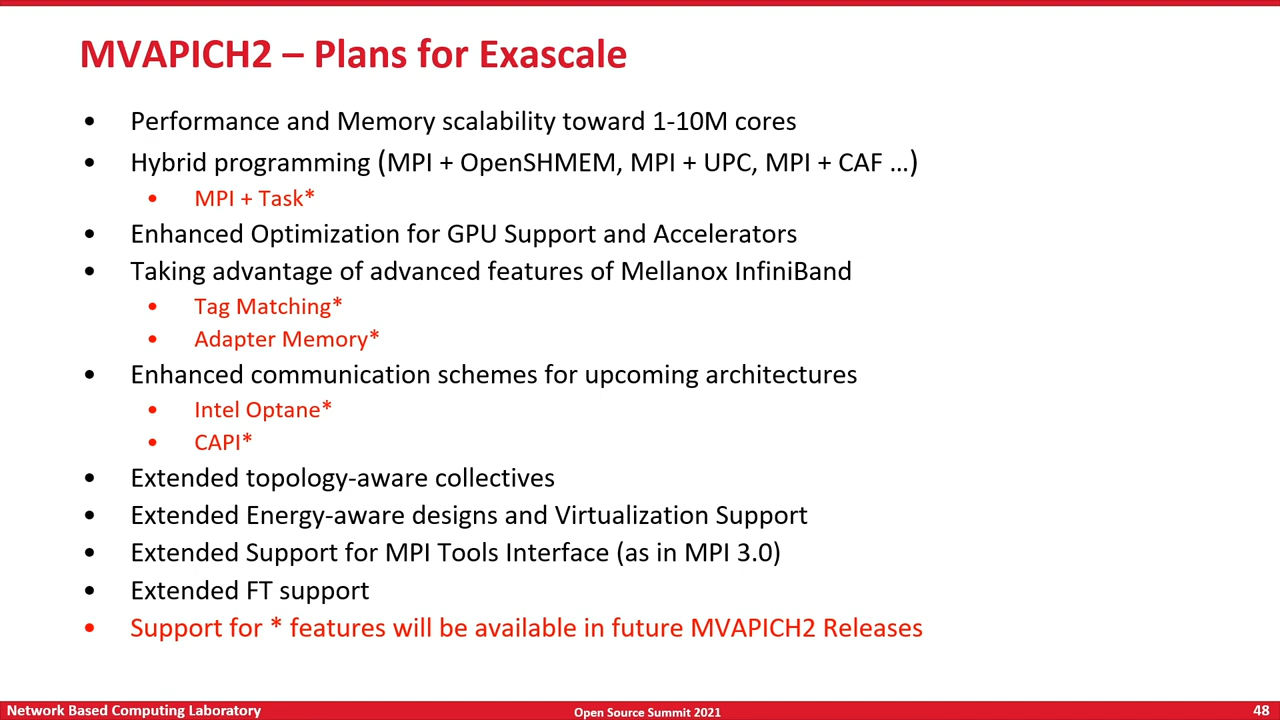 MVAPICH2 – Plans for Exascale
• Performance and Memory scalability toward 1-10M cores
• Hybrid programming (MPI + OpenSHMEM, MPI + UPC, MPI + CAF …)
• MPI + Task*
• Enhanced Optimization for GPU Support and Accelerators
• Taking advantage of advanced features of Mellanox InfiniBand
• Tag Matching*
• Adapter Memory*
• Enhanced communication schemes for upcoming architectures
• Intel Optane*
• CAPI*
• Extended topology-aware collectives
• Extended Energy-aware designs and Virtualization Support
• Extended Support for MPI Tools Interface (as in MPI 3.0)
• Extended FT support
• Support for * features will be available in future MVAPICH2 Releases
Network Based Computing Laboratory
Open Source Summit 2021
48